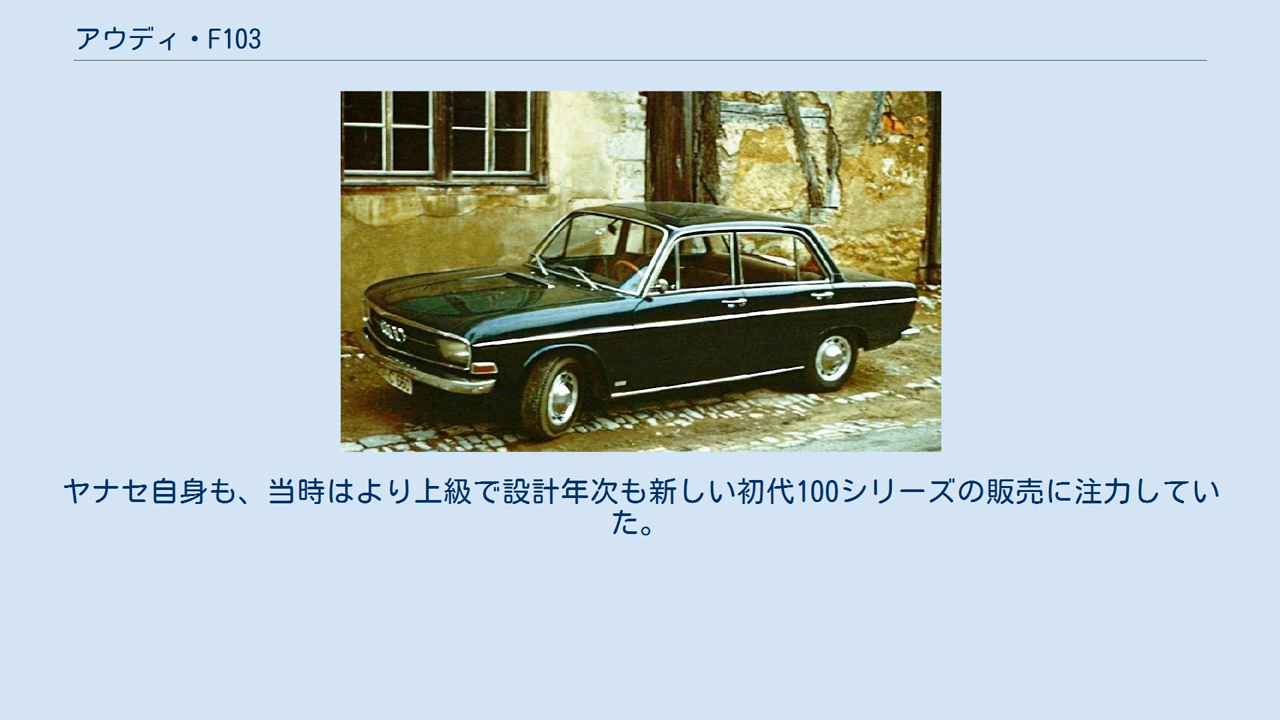 アウディ・F103
ヤナセ自身も、当時はより上級で設計年次も新しい初代100シリーズの販売に注力してい
た。